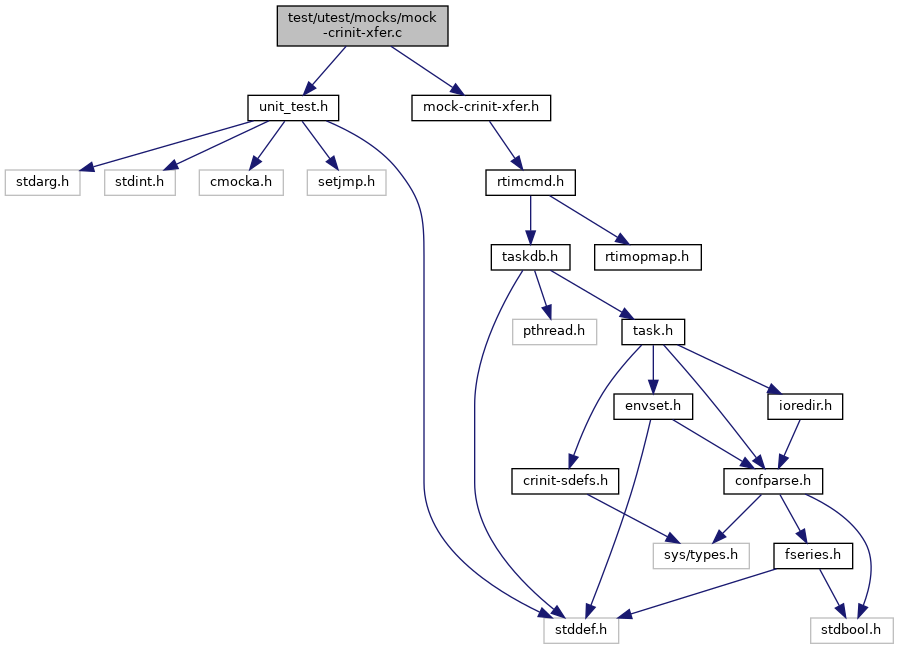 test/utest/mocks/mock
-crinit-xfer.c
unit_test.h
mock-crinit-xfer.h
stdarg.h
stdint.h
cmocka.h
setjmp.h
rtimcmd.h
taskdb.h
rtimopmap.h
pthread.h
task.h
envset.h
ioredir.h
crinit-sdefs.h
confparse.h
sys/types.h
fseries.h
stddef.h
stdbool.h